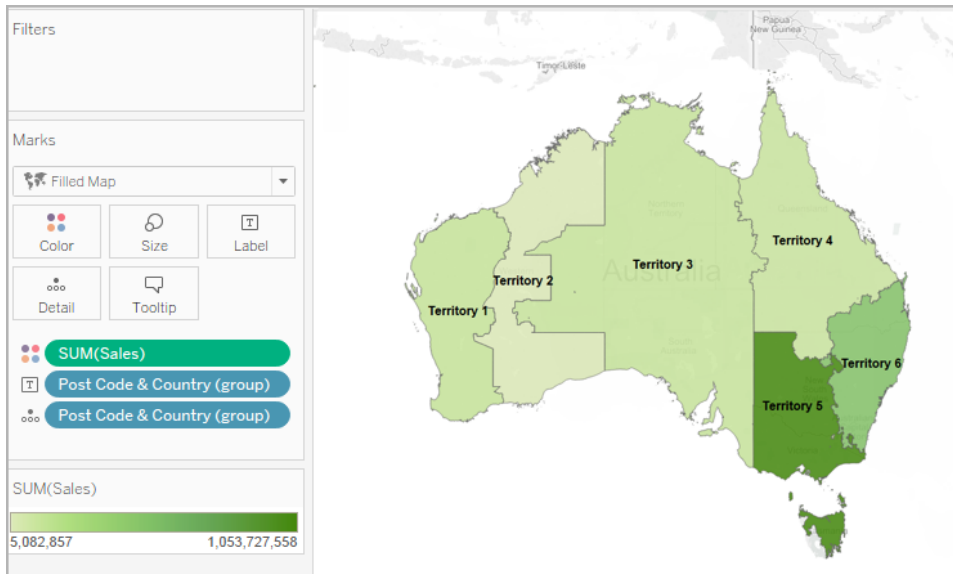 Filters
Marks
Filled Map
Color
Size
Label
Detail
Tooltip
SUM(Sales)
Post Code & Country (group)
Post Code & Country (group)
SUM(Sales)
5,082,857
1,053,727,558
Papua
New Guinea
Timor-Leste
Northern
Territory
Australia
Territory 1
Territory 2
Territory 3
Territory 4
Territory 5
Territory 6